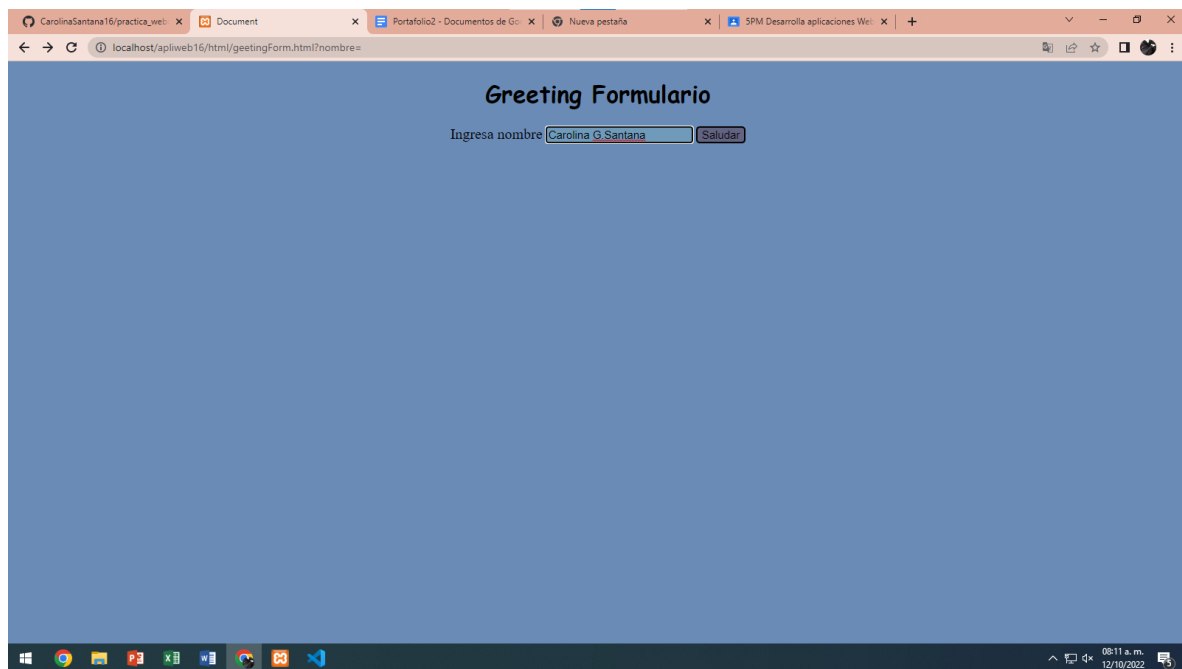 CarolinaSantana16/practica_web
Document
Portafolio2 - Documentos de Go
Nueva pestaña
5PM Desarrolla aplicaciones Web
localhost/apliweb16/html/geetingForm.html?nombre=
Greeting Formulario
Ingresa nombre Carolina G.Santana Saludar
08:11 a. m.
12/10/2022